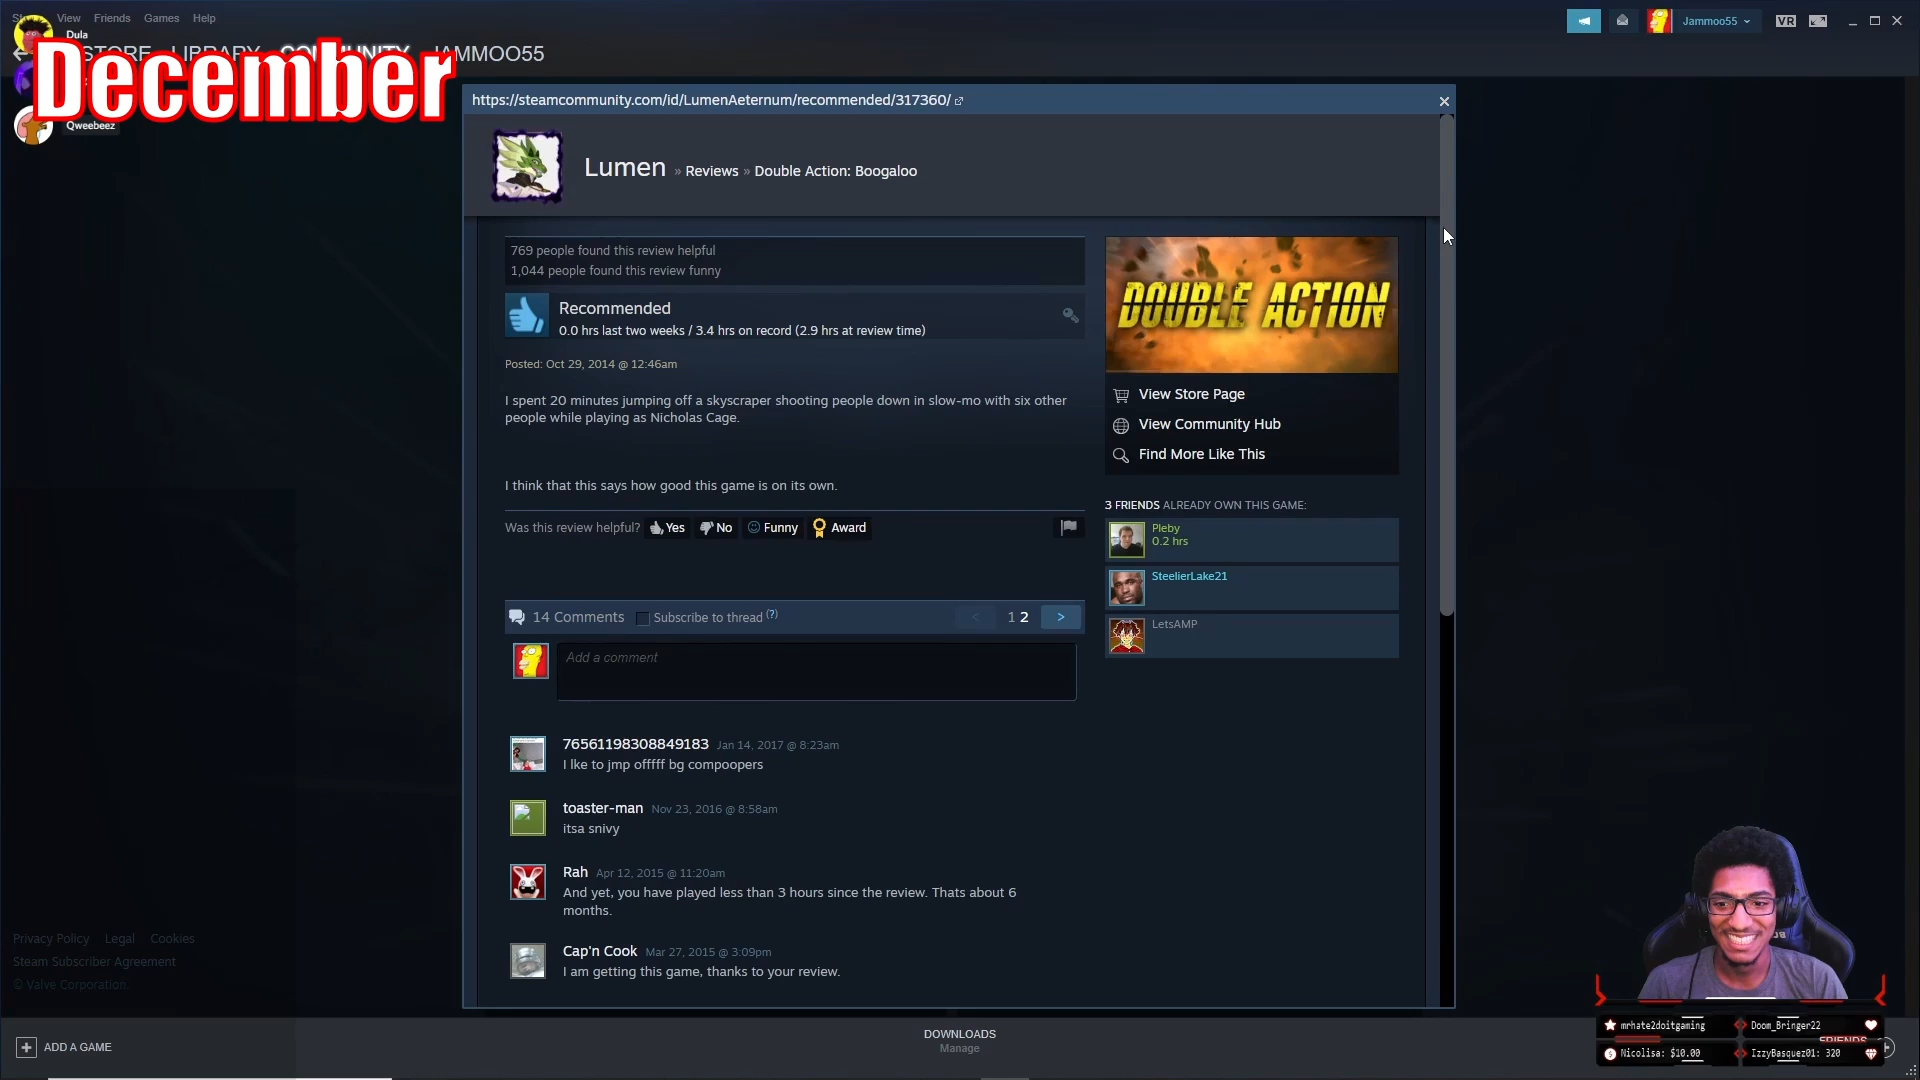 View Friends Games Help
Dula
Jammoo55
VR
STORE LIBRARY COMMUNITY JAMMOO55
December
Qweebeez
https://steamcommunity.com/id/LumenAeternum/recommended/317360/
Lumen » Reviews » Double Action: Boogaloo
769 people found this review helpful
1,044 people found this review funny
Recommended
0.0 hrs last two weeks / 3.4 hrs on record (2.9 hrs at review time)
Posted: Oct 29, 2014 @ 12:46am
I spent 20 minutes jumping off a skyscraper shooting people down in slow-mo with six other
people while playing as Nicholas Cage.
I think that this says how good this game is on its own.
Was this review helpful? Yes No Funny Award
DOUBLE ACTION
View Store Page
View Community Hub
Find More Like This
3 FRIENDS ALREADY OWN THIS GAME:
Pleby
0.2 hrs
SteelierLake21
LetsAMP
14 Comments Subscribe to thread (?) < 1 2 >
Add a comment
76561198308849183 Jan 14, 2017 @ 8:23am
I lke to jmp offfff bg compoopers
toaster-man Nov 23, 2016 @ 8:58am
itsa snivy
Rah Apr 12, 2015 @ 11:20am
And yet, you have played less than 3 hours since the review. Thats about 6
months.
Cap'n Cook Mar 27, 2015 @ 3:09pm
I am getting this game, thanks to your review.
Privacy Policy Legal Cookies
Steam Subscriber Agreement
© Valve Corporation.
ADD A GAME
DOWNLOADS
Manage
mrhate2doitgaming Doom_Bringer22
FRIENDS
Nicolisa: $10.00 IzzyBasquez01: 320